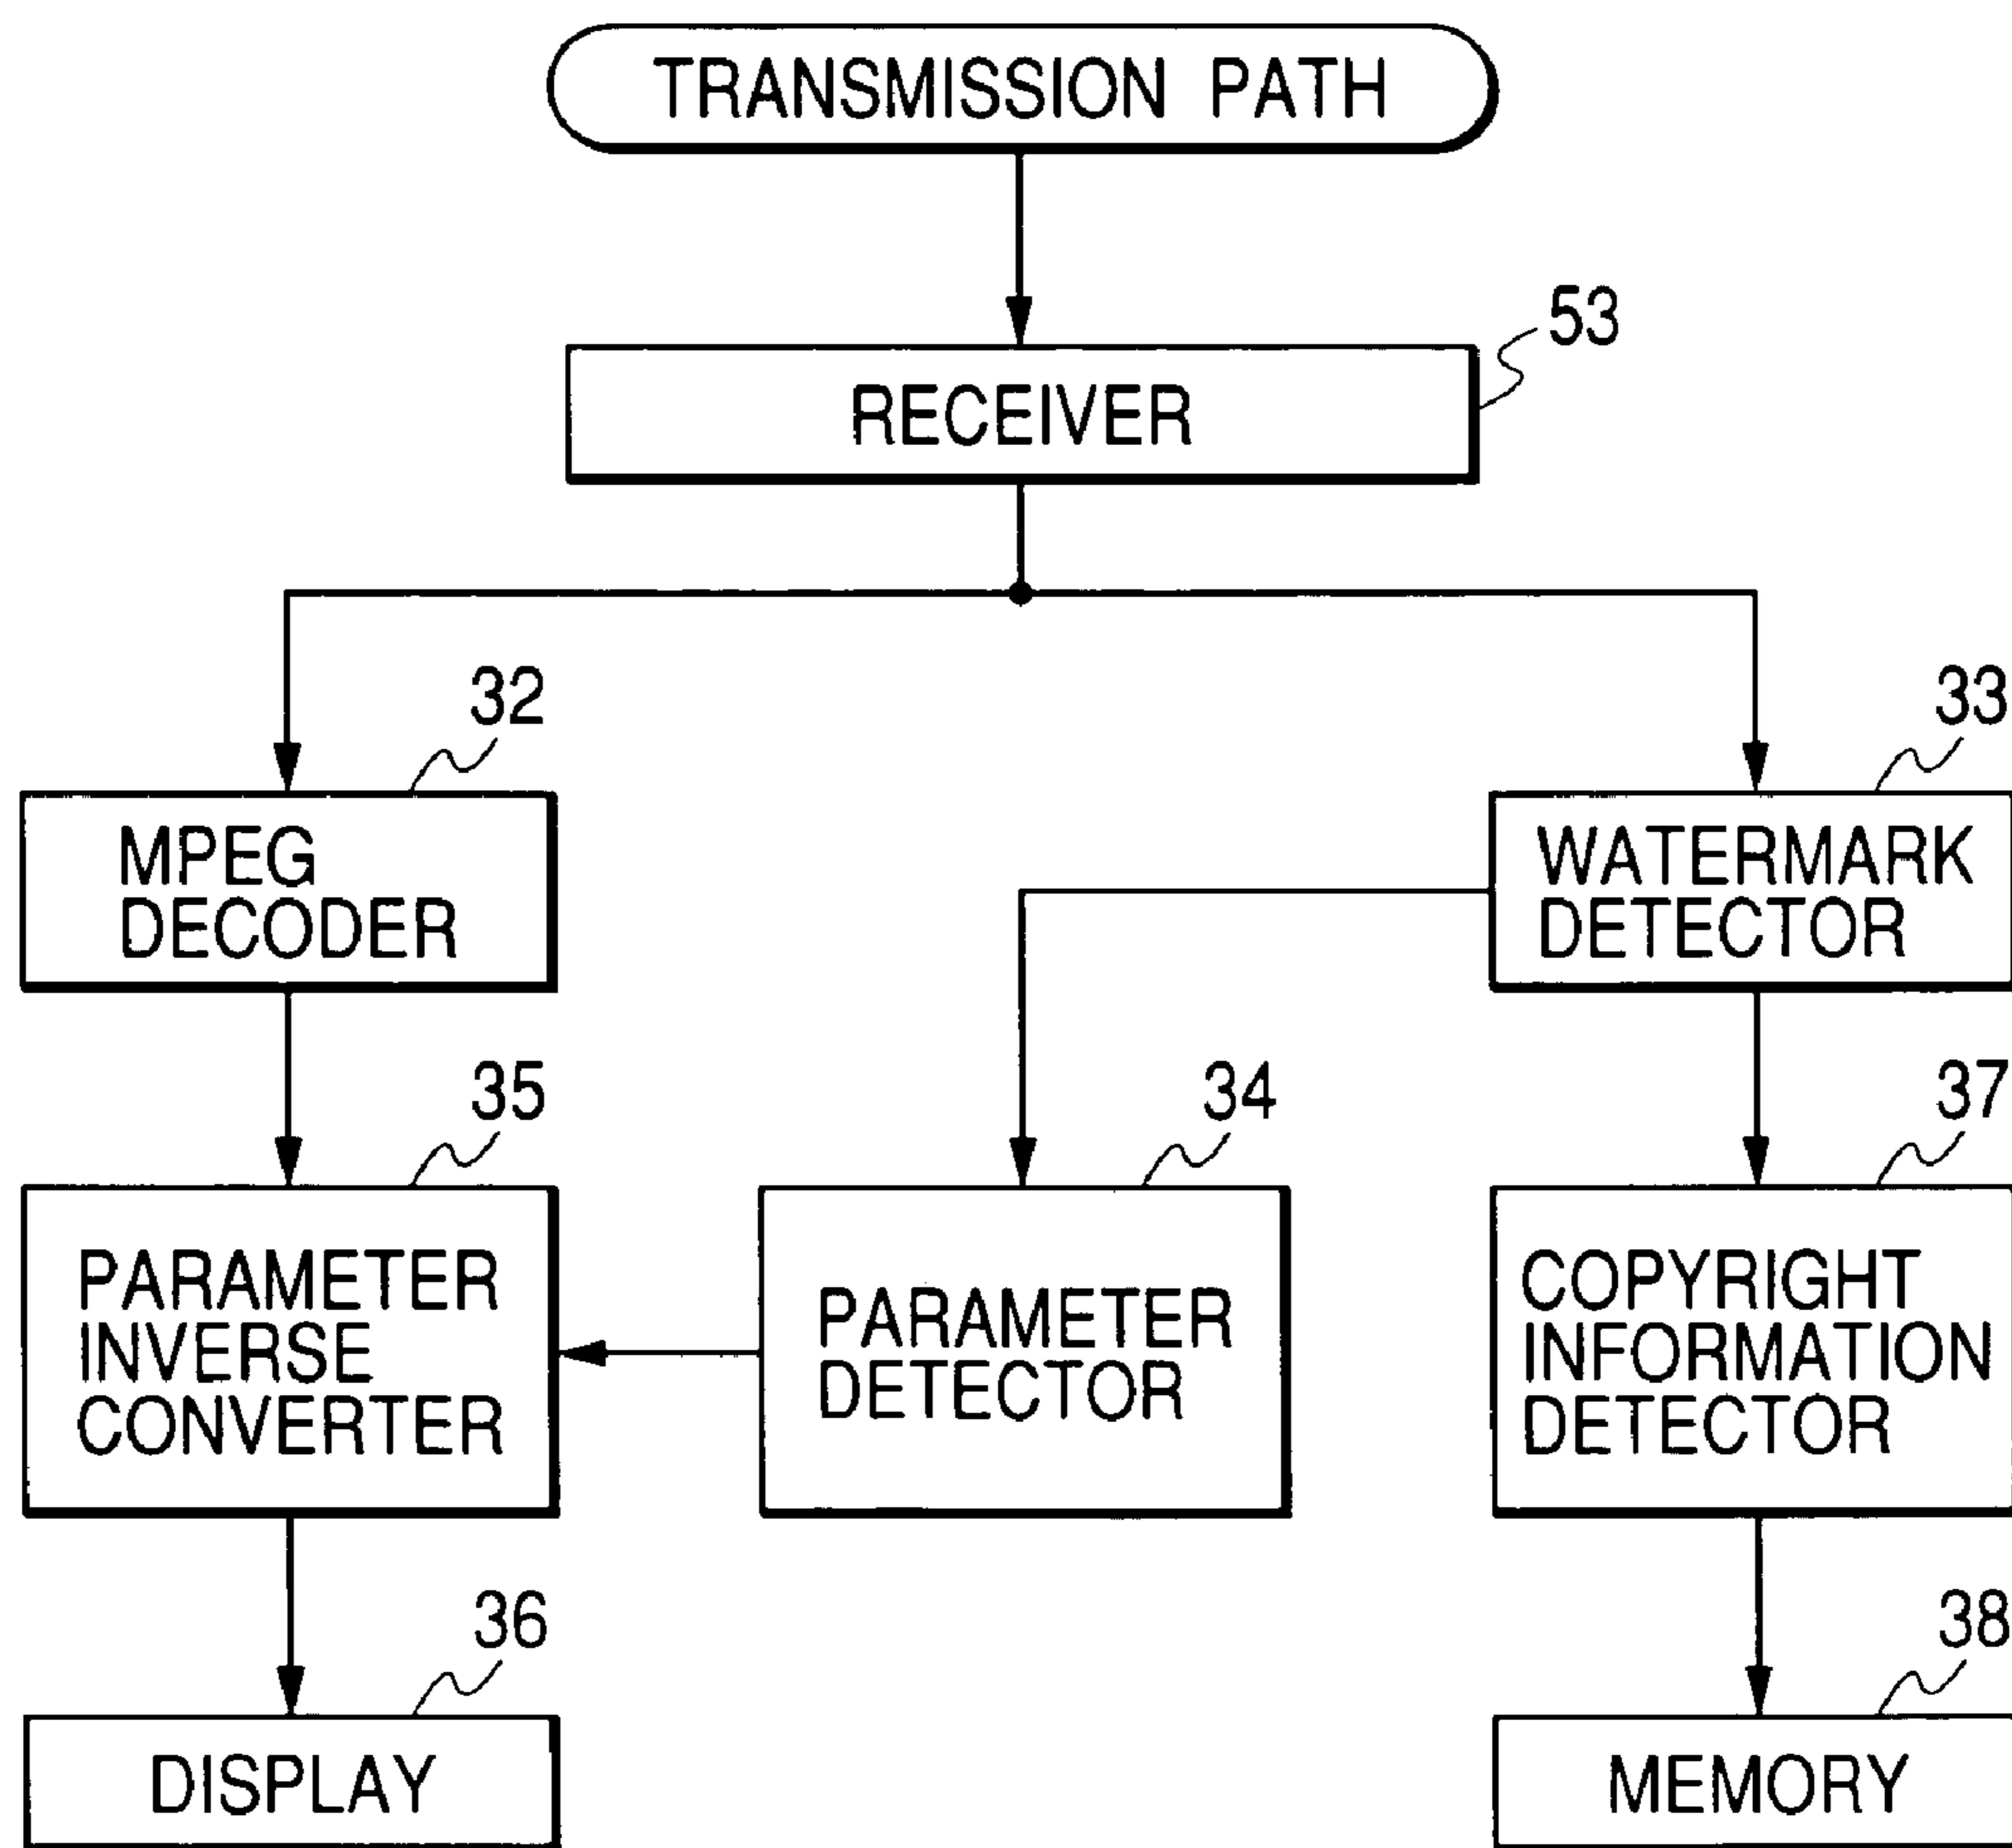 TRANSMISSION PATH
53
RECEIVER
32
33
MPEG
DECODER
WATERMARK
DETECTOR
35
34
37
PARAMETER
INVERSE
CONVERTER
PARAMETER
DETECTOR
COPYRIGHT
INFORMATION
DETECTOR
36
38
DISPLAY
MEMORY